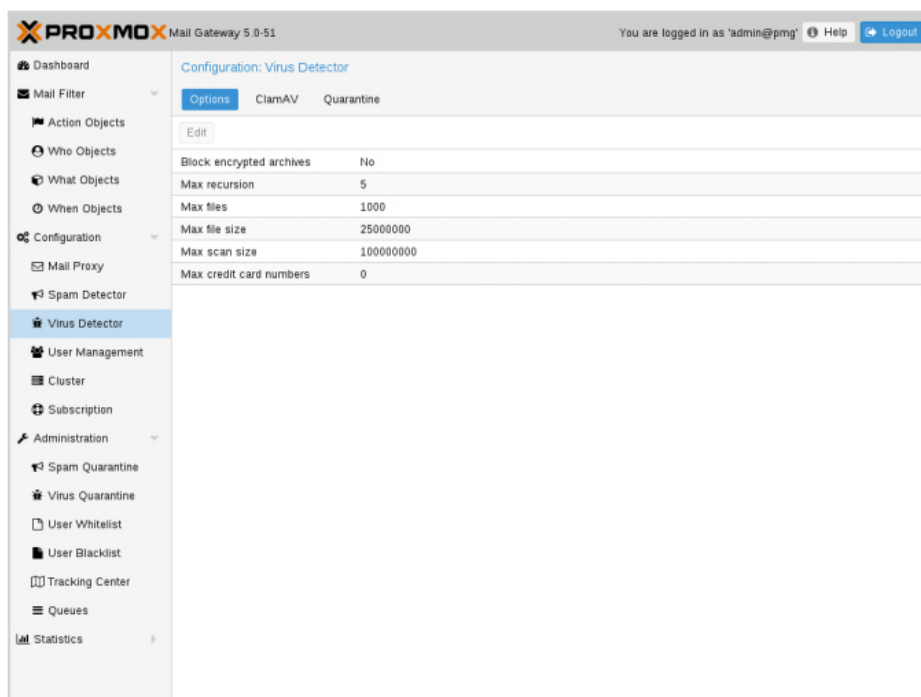 PROXMOX Mail Gateway 5.0-51 You are logged in as 'admin@pmg' Help Logout
Dashboard
Mail Filter
Action Objects
Who Objects
What Objects
When Objects
Configuration
Mail Proxy
Spam Detector
Virus Detector
User Management
Cluster
Subscription
Administration
Spam Quarantine
Virus Quarantine
User Whitelist
User Blacklist
Tracking Center
Queues
Statistics
Configuration: Virus Detector
Options ClamAV Quarantine
Edit
Block encrypted archives No
Max recursion 5
Max files 1000
Max file size 25000000
Max scan size 100000000
Max credit card numbers 0